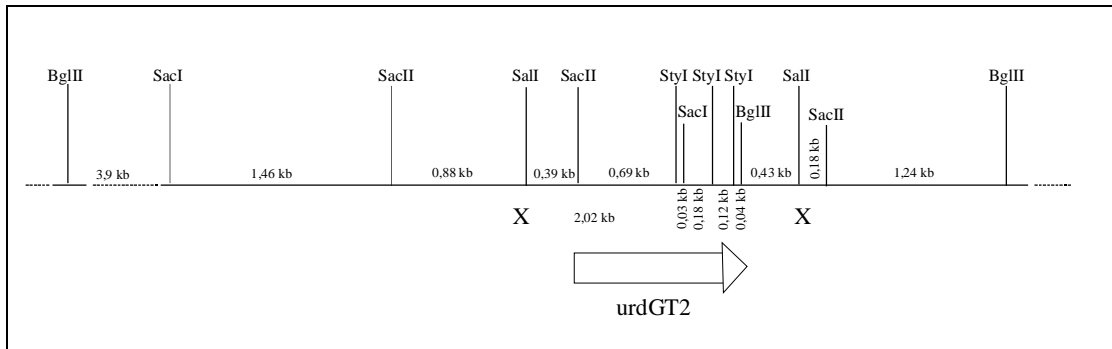 BglII SacI SacII SalI SacII StyI StyI StyI SalI BglII
SacI BglII SacII
3,9 kb 1,46 kb 0,88 kb 0,39 kb 0,69 kb 0,43 kb 0,18 kb 1,24 kb
X 2,02 kb 0,03 kb 0,18 kb 0,12 kb 0,04 kb X
urdGT2